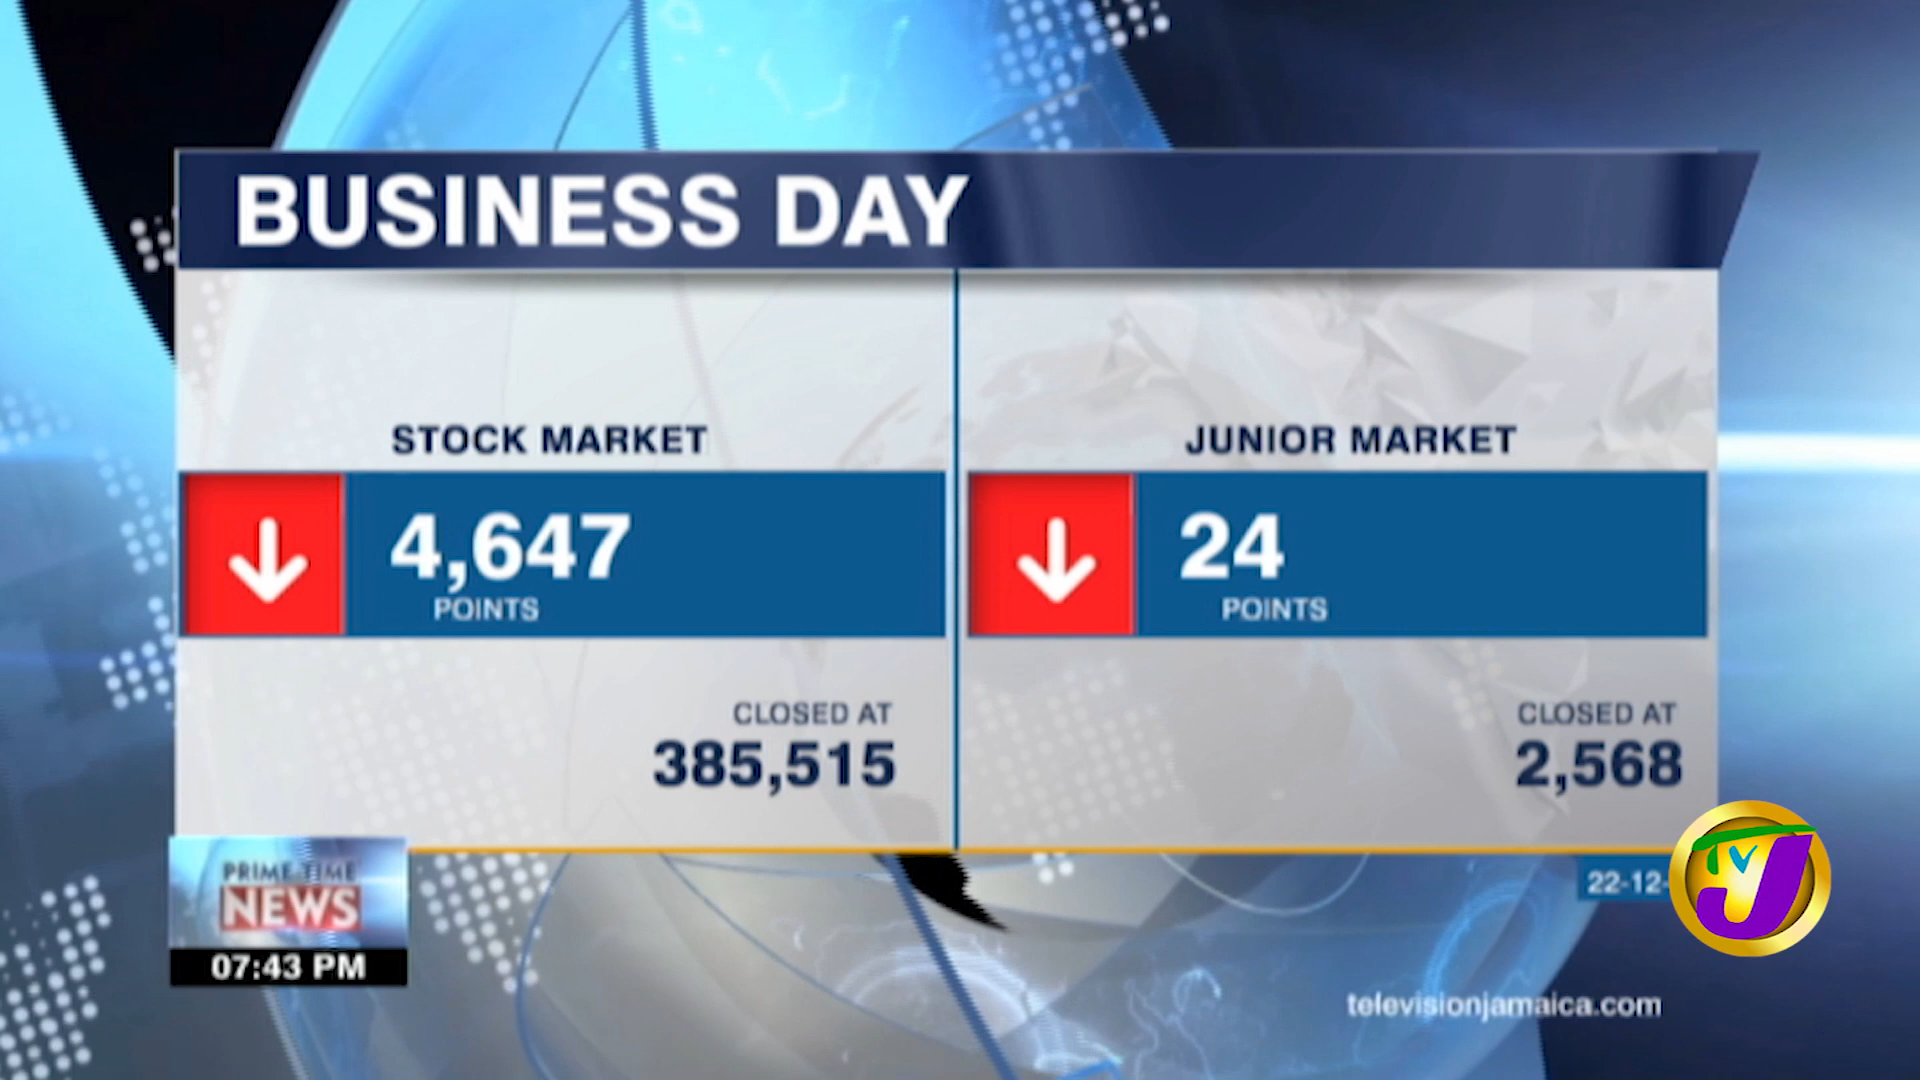 BUSINESS DAY
STOCK MARKET
4,647
POINTS
CLOSED AT
385,515
JUNIOR MARKET
24
POINTS
CLOSED AT
2,568
PRIME TIME
NEWS
07:43 PM
22-12-
TVJ
televisionjamaica.com